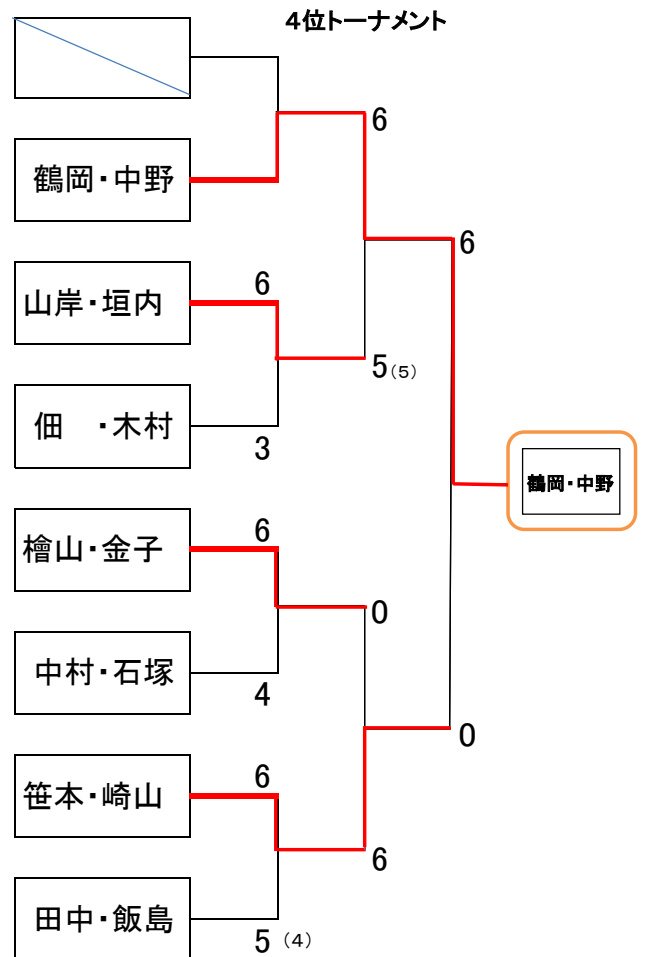 4位トーナメント
6
鶴岡・中野
6
6
山岸・垣内
5(5)
佃　・木村
3
鶴岡・中野
6
檜山・金子
0
中村・石塚
4
0
6
笹本・崎山
6
田中・飯島
5(4)